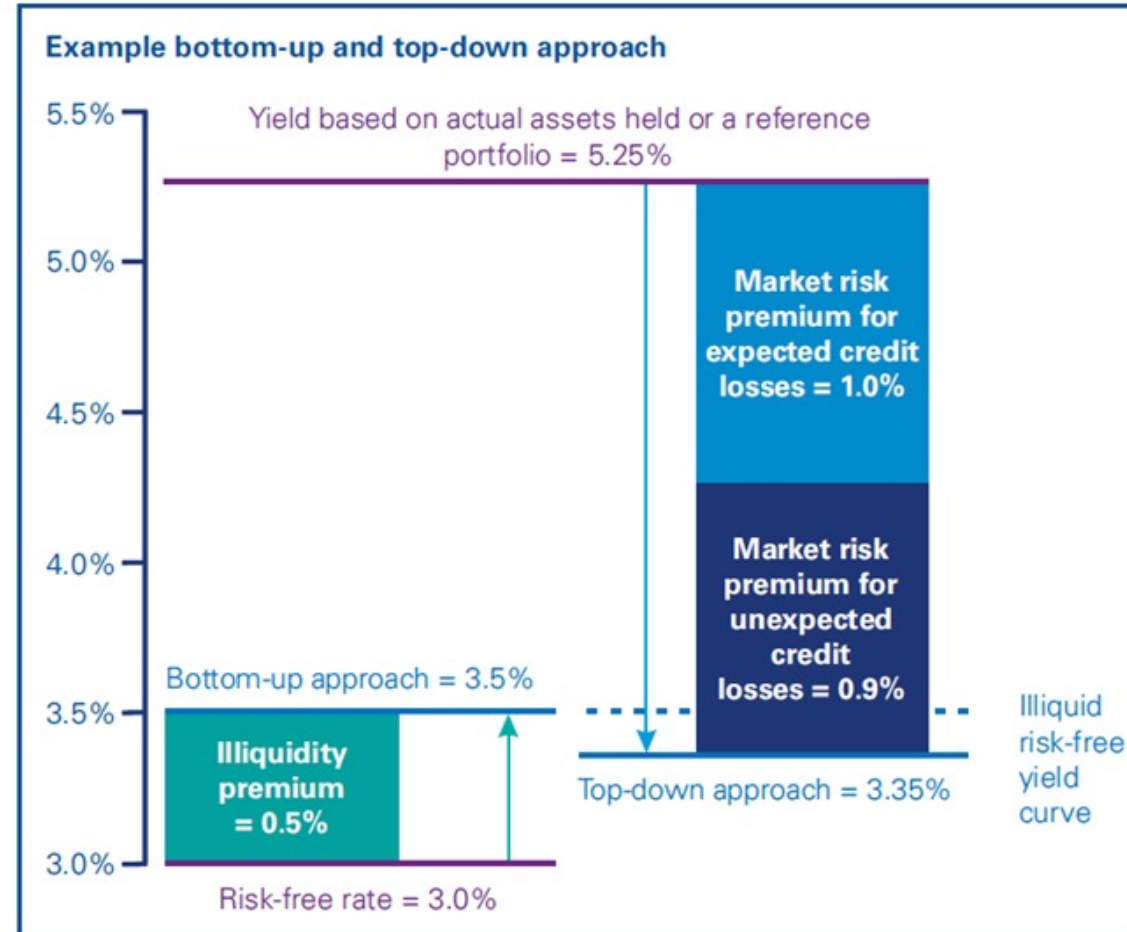 Example bottom-up and top-down approach
5.5%
Yield based on actual assets held or a reference
portfolio = 5.25%
5.0%
Market risk
premium for
expected credit
losses = 1.0%
4.5%
4.0%
Market risk
premium for
unexpected
credit
losses = 0.9%
Bottom-up approach = 3.5%
3.5%
Illiquid
risk-free
yield
curve
Illiquidity
premium
= 0.5%
Top-down approach = 3.35%
3.0%
Risk-free rate = 3.0%